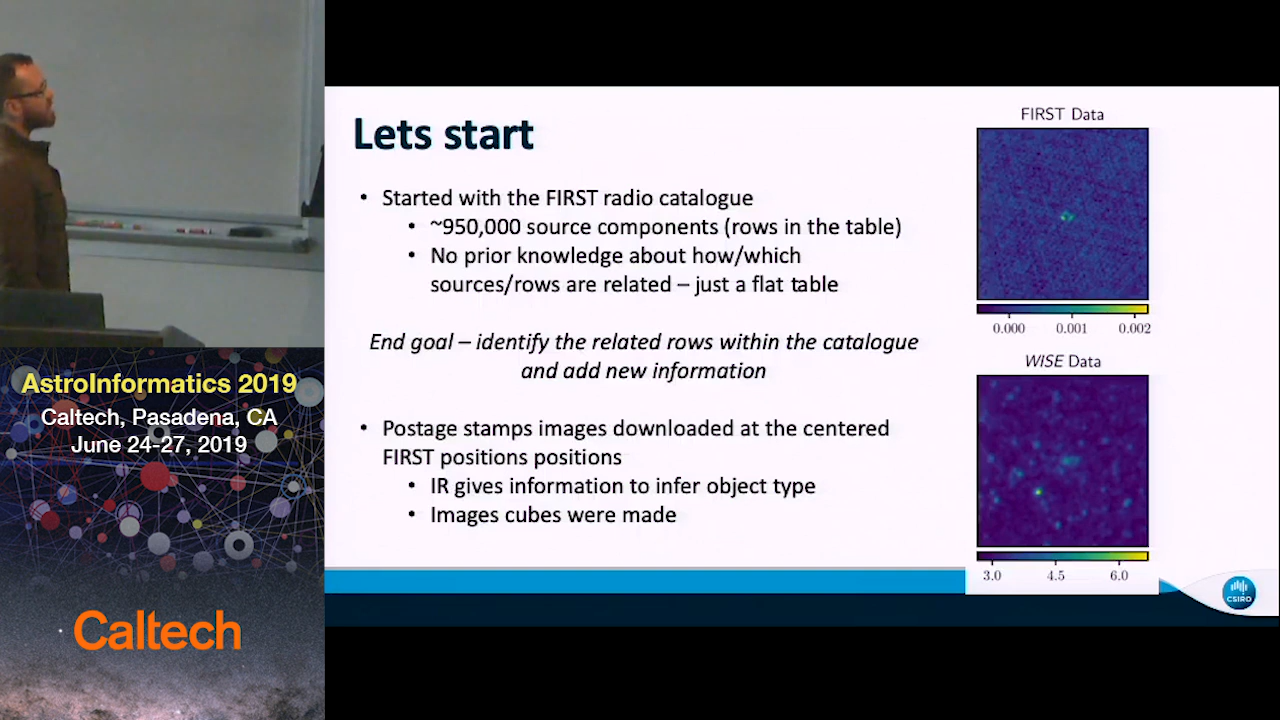 Lets start
• Started with the FIRST radio catalogue
• ~950,000 source components (rows in the table)
• No prior knowledge about how/which
sources/rows are related – just a flat table
End goal – identify the related rows within the catalogue
and add new information
• Postage stamps images downloaded at the centered
FIRST positions positions
• IR gives information to infer object type
• Images cubes were made
FIRST Data
0.000 0.001 0.002
WISE Data
3.0 4.5 6.0
CSIRO
AstroInformatics 2019
Caltech, Pasadena, CA
June 24-27, 2019
Caltech